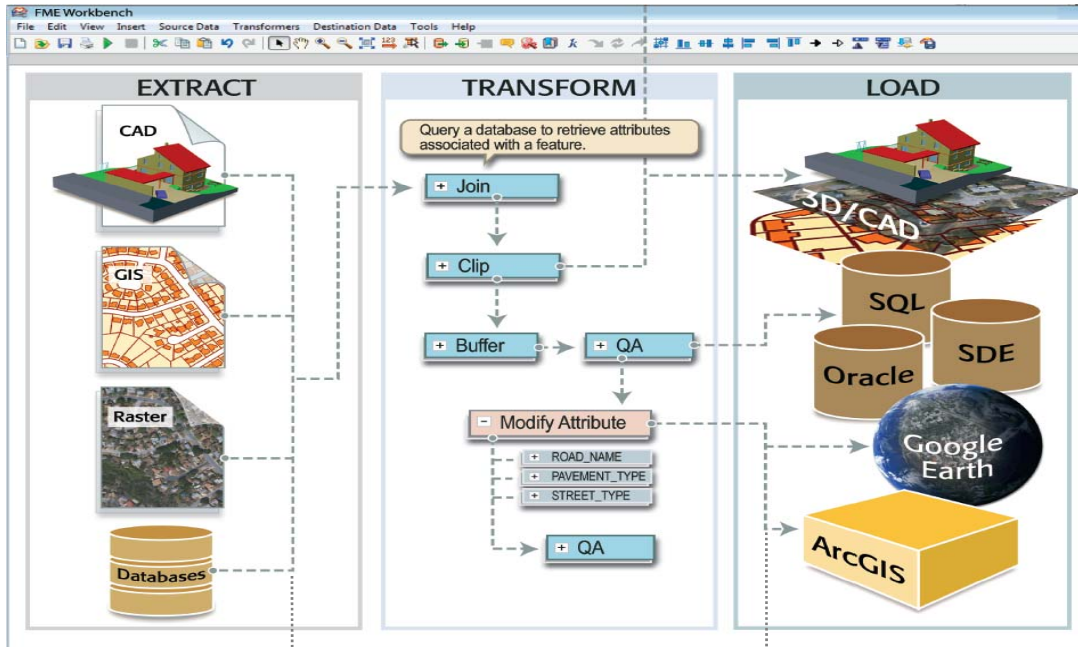 FME Workbench
File Edit View Insert Source Data Transformers Destination Data Tools Help
EXTRACT
CAD
GIS
Raster
Databases
TRANSFORM
Query a database to retrieve attributes
associated with a feature.
Join
Clip
Buffer
QA
Modify Attribute
ROAD_NAME
PAVEMENT_TYPE
STREET_TYPE
QA
LOAD
3D/CAD
SQL
SDE
Oracle
Google
Earth
ArcGIS